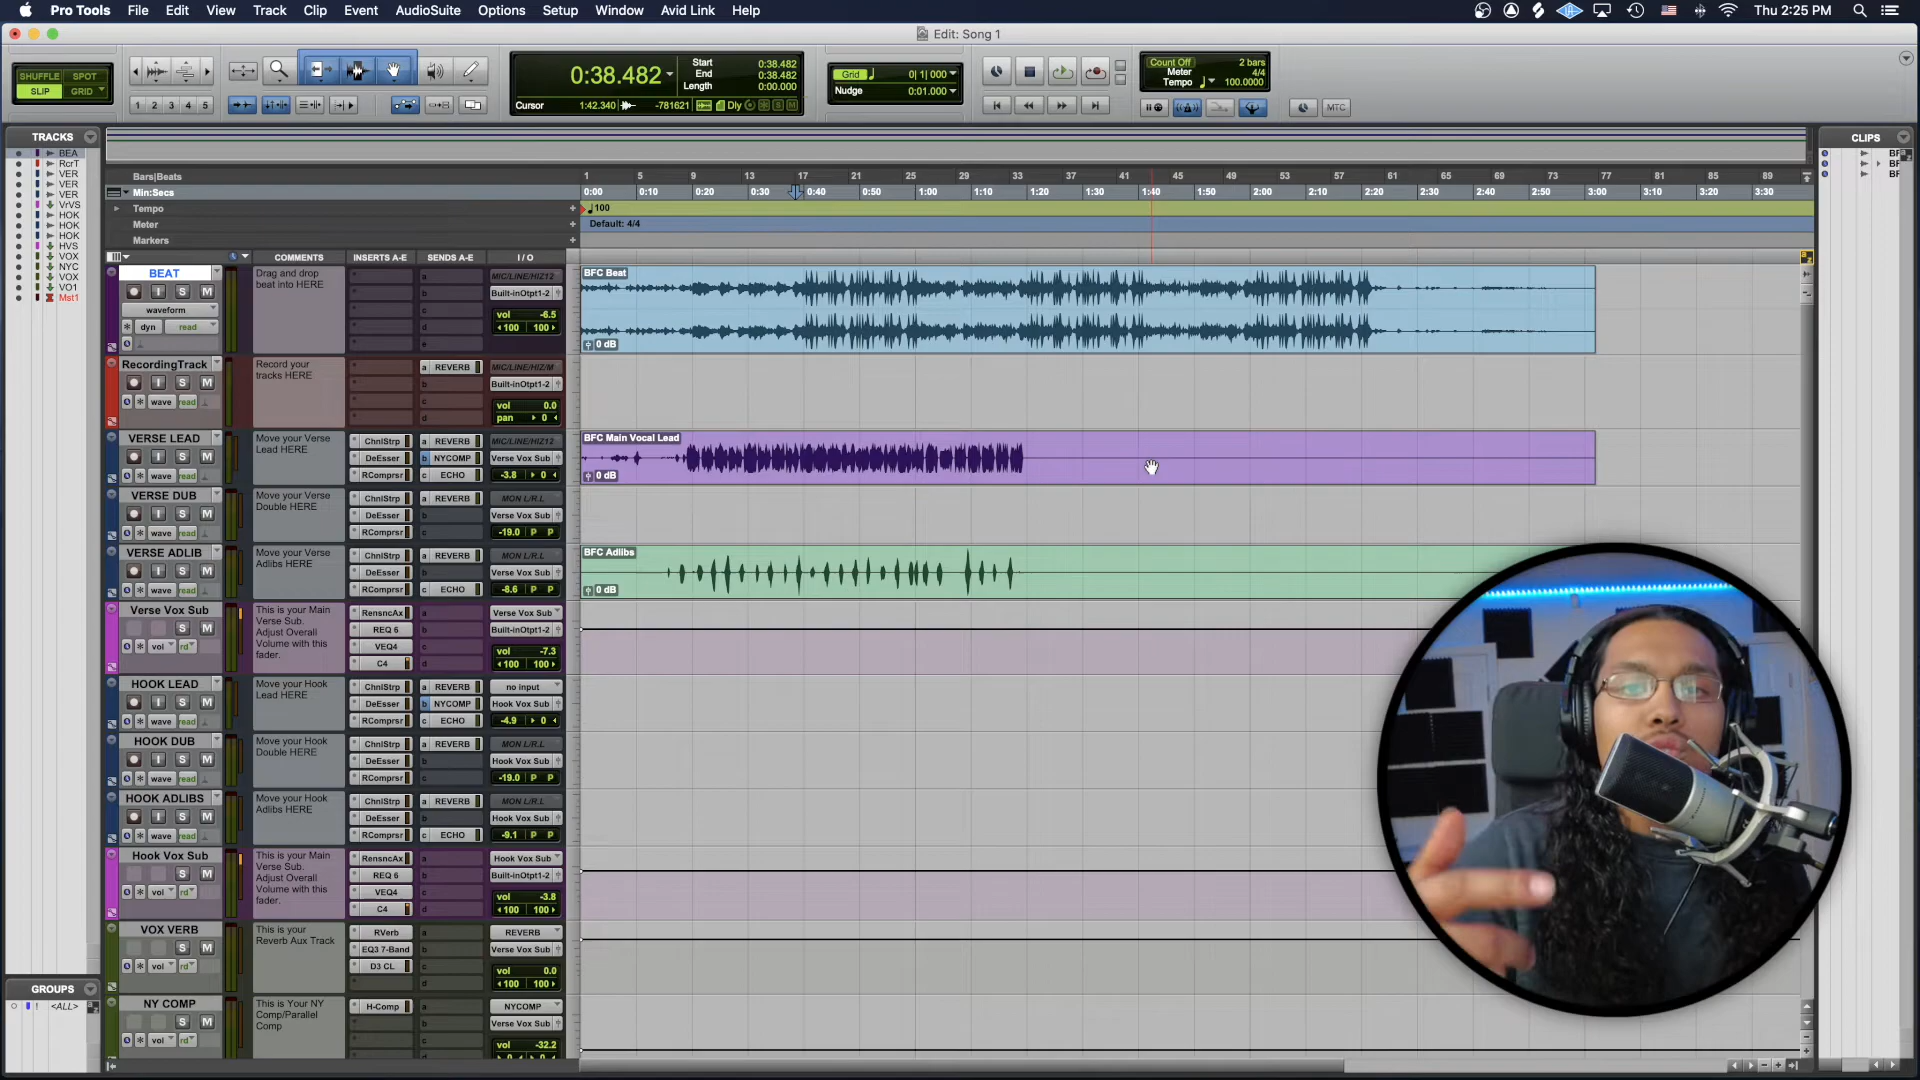 Pro Tools File Edit View Track Clip Event AudioSuite Options Setup Window Avid Link Help Thu 2:25 PM
Edit: Song 1
SHUFFLE SPOT
SLIP GRID
1 2 3 4 5
0:38.482
Start 0:38.482
End 0:38.482
Length 0:00.000
Cursor 1:42.340 -781621 Dly S M
Grid 0| 1| 000
Nudge 0:01.000
Count Off 2 bars
Meter 4/4
Tempo 100.0000
MTC
TRACKS
BEA
RcrT
VER
VER
VER
VrVS
HOK
HOK
HOK
HVS
VOX
NYC
VOX
VO1
Mst1
GROUPS
! <ALL>
CLIPS
BF
BF
BF
Bars|Beats 1 5 9 13 17 21 25 29 33 37 41 45 49 53 57 61 65 69 73 77 81 85 89
Min:Secs 0:00 0:10 0:20 0:30 0:40 0:50 1:00 1:10 1:20 1:30 1:40 1:50 2:00 2:10 2:20 2:30 2:40 2:50 3:00 3:10 3:20 3:30
Tempo 100
Meter Default: 4/4
Markers
COMMENTS INSERTS A-E SENDS A-E I / O
BEAT
I S M
waveform
dyn read
Drag and drop
beat into HERE
a
b
c
d
e
MIC/LINE/HIZ12
Built-inOtpt1-2
vol -6.5
100 100
BFC Beat
0 dB
RecordingTrack
I S M
wave read
Record your
tracks HERE
a REVERB
b
c
d
MIC/LINE/HIZ/M
Built-inOtpt1-2
vol 0.0
pan 0
VERSE LEAD
I S M
wave read
Move your Verse
Lead HERE
ChnlStrp a REVERB MIC/LINE/HIZ12
DeEsser b NYCOMP Verse Vox Sub
RComprsr c ECHO -3.8 0
BFC Main Vocal Lead
0 dB
VERSE DUB
I S M
wave read
Move your Verse
Double HERE
ChnlStrp a REVERB MON L/R.L
DeEsser b Verse Vox Sub
RComprsr c -19.0 P P
VERSE ADLIB
I S M
wave read
Move your Verse
Adlibs HERE
ChnlStrp a REVERB MON L/R.L
DeEsser b Verse Vox Sub
RComprsr c ECHO -8.6 P P
BFC Adlibs
0 dB
Verse Vox Sub
S M
vol rd
This is your Main
Verse Sub.
Adjust Overall
Volume with this
fader.
RensncAx a Verse Vox Sub
REQ 6 b Built-inOtpt1-2
VEQ4 c vol -7.3
C4 d 100 100
HOOK LEAD
I S M
wave read
Move your Hook
Lead HERE
ChnlStrp a REVERB no input
DeEsser b NYCOMP Hook Vox Sub
RComprsr c ECHO -4.9 0
HOOK DUB
I S M
wave read
Move your Hook
Double HERE
ChnlStrp a REVERB MON L/R.L
DeEsser b Hook Vox Sub
RComprsr c -19.0 P P
HOOK ADLIBS
I S M
wave read
Move your Hook
Adlibs HERE
ChnlStrp a REVERB MON L/R.L
DeEsser b Hook Vox Sub
RComprsr c ECHO -9.1 P P
Hook Vox Sub
S M
vol rd
This is your Main
Verse Sub.
Adjust Overall
Volume with this
fader.
RensncAx a Hook Vox Sub
REQ 6 b Built-inOtpt1-2
VEQ4 c vol -3.8
C4 d 100 100
VOX VERB
S M
vol rd
This is your
Reverb Aux Track
RVerb a REVERB
EQ3 7-Band b Verse Vox Sub
D3 CL c vol 0.0
d 100 100
NY COMP
S M
vol rd
This is Your NY
Comp/Parallel
Comp
H-Comp a NYCOMP
b Verse Vox Sub
c vol -32.2
d